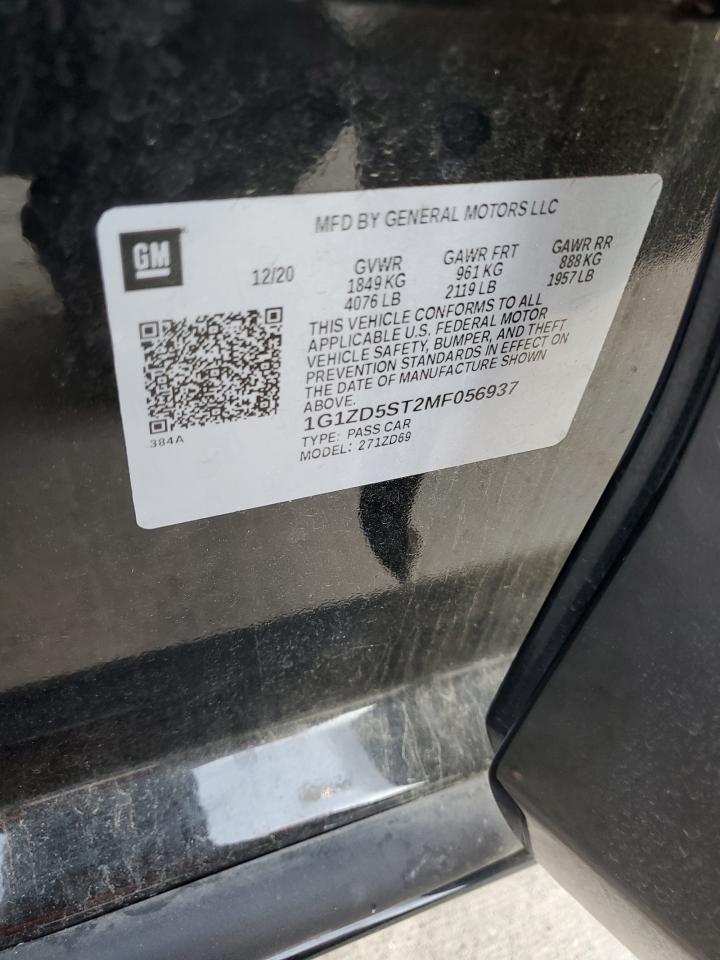 MFD BY GENERAL MOTORS LLC
GM
12/20
GVWR
1849 KG
4076 LB
GAWR FRT
961 KG
2119 LB
GAWR RR
888 KG
1957 LB
THIS VEHICLE CONFORMS TO ALL
APPLICABLE U.S. FEDERAL MOTOR
VEHICLE SAFETY, BUMPER, AND THEFT
PREVENTION STANDARDS IN EFFECT ON
THE DATE OF MANUFACTURE SHOWN
ABOVE.
1G1ZD5ST2MF056937
TYPE: PASS CAR
MODEL: 271ZD69
384A